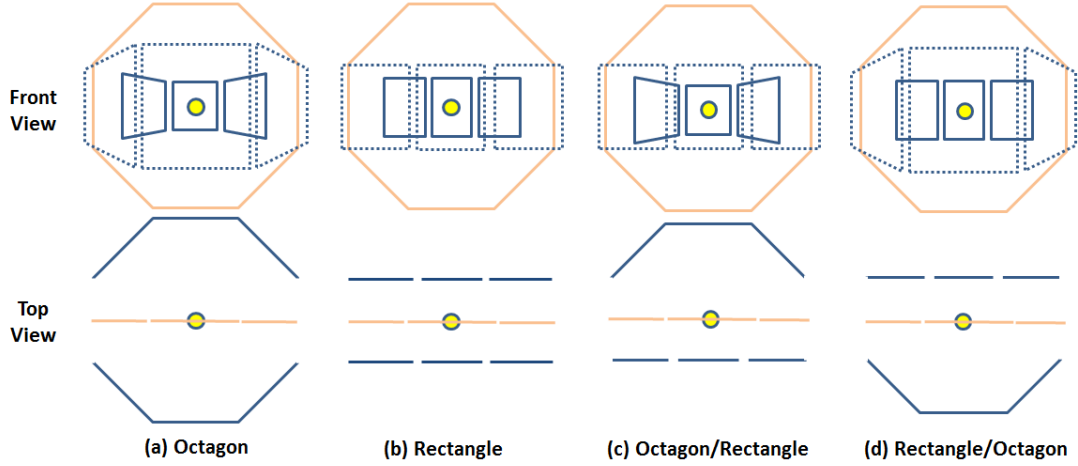 Front
View
Top
View
(a) Octagon
(b) Rectangle
(c) Octagon/Rectangle
(d) Rectangle/Octagon